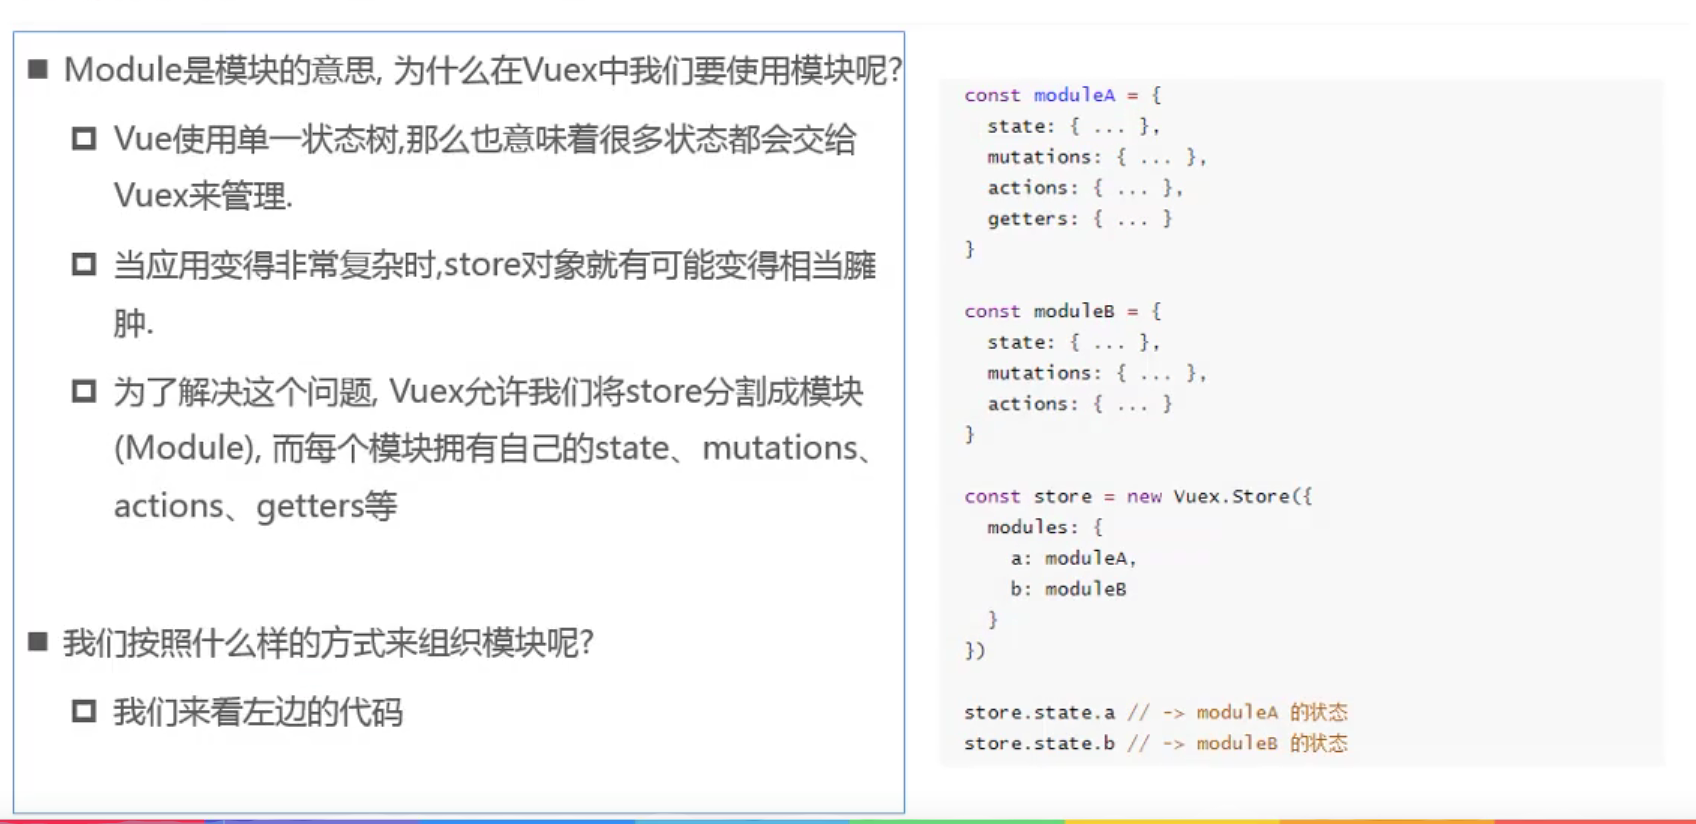 Module是模块的意思, 为什么在Vuex中我们要使用模块呢?
Vue使用单一状态树,那么也意味着很多状态都会交给
Vuex来管理.
当应用变得非常复杂时,store对象就有可能变得相当臃
肿.
为了解决这个问题, Vuex允许我们将store分割成模块
(Module), 而每个模块拥有自己的state、mutations、
actions、getters等
我们按照什么样的方式来组织模块呢?
我们来看左边的代码
const moduleA = {
  state: { ... },
  mutations: { ... },
  actions: { ... },
  getters: { ... }
}
const moduleB = {
  state: { ... },
  mutations: { ... },
  actions: { ... }
}
const store = new Vuex.Store({
  modules: {
    a: moduleA,
    b: moduleB
  }
})
store.state.a // -> moduleA 的状态
store.state.b // -> moduleB 的状态